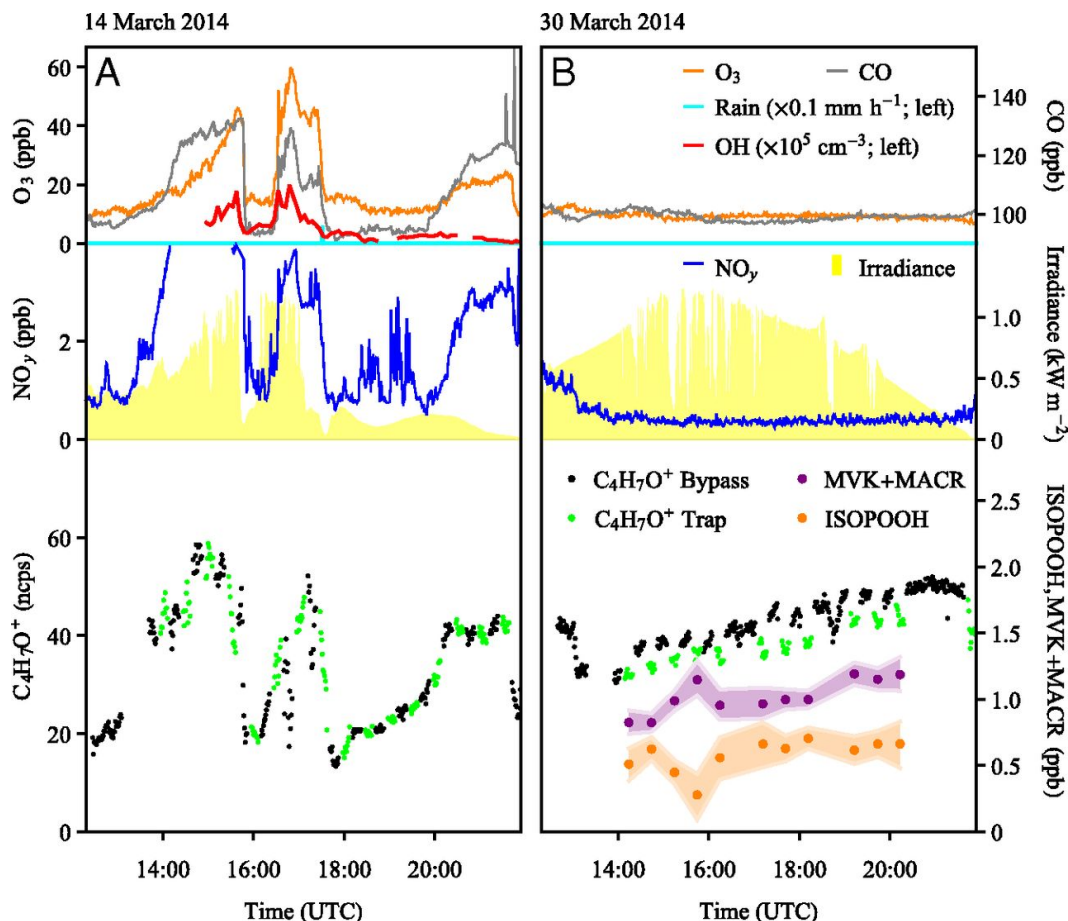 14 March 2014
30 March 2014
A
B
O₃
CO
Rain (×0.1 mm h⁻¹; left)
OH (×10⁵ cm⁻³; left)
O₃ (ppb)
60
40
20
0
CO (ppb)
140
120
100
NOy
Irradiance
NOy (ppb)
2
0
Irradiance (kW m⁻²)
1.0
0.5
0
C₄H₇O⁺ Bypass
MVK+MACR
C₄H₇O⁺ Trap
ISOPOOH
C₄H₇O⁺ (ncps)
60
40
20
0
ISOPOOH, MVK+MACR (ppb)
2.5
2.0
1.5
1.0
0.5
0
14:00
16:00
18:00
20:00
14:00
16:00
18:00
20:00
Time (UTC)
Time (UTC)